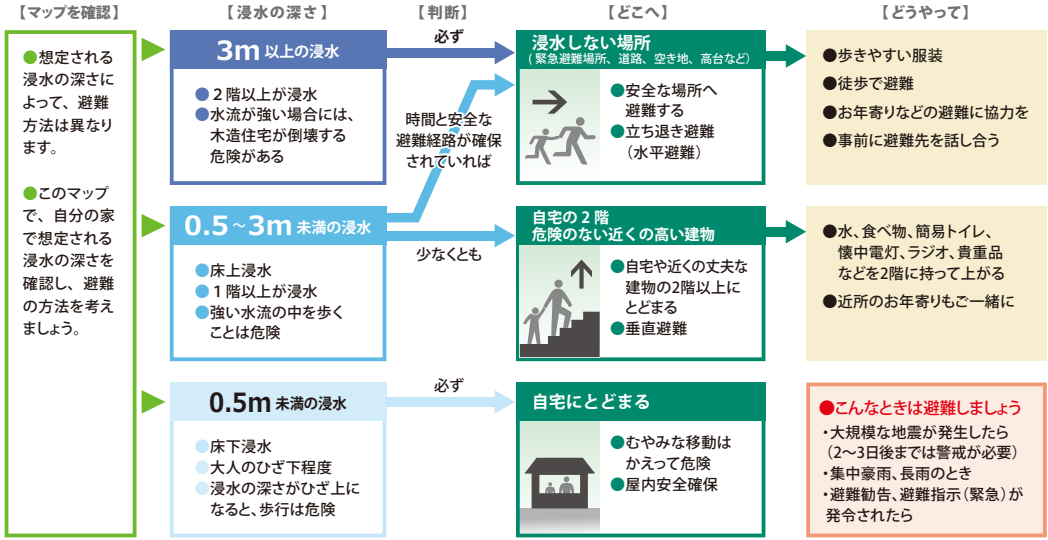 【マップを確認】
【浸水の深さ】
【判断】
【どこへ】
【どうやって】
●想定される
浸水の深さに
よって、避難
方法は異なり
ます。
●このマップ
で、自分の家
で想定される
浸水の深さを
確認し、避難
の方法を考え
ましょう。
3m以上の浸水
●2階以上が浸水
●水流が強い場合には、
木造住宅が倒壊する
危険がある
必ず
時間と安全な
避難経路が確保
されていれば
浸水しない場所
(緊急避難場所、道路、空き地、高台など)
●安全な場所へ
避難する
●立ち退き避難
(水平避難)
●歩きやすい服装
●徒歩で避難
●お年寄りなどの避難に協力を
●事前に避難先を話し合う
0.5~3m未満の浸水
●床上浸水
●1階以上が浸水
●強い水流の中を歩く
ことは危険
少なくとも
自宅の2階
危険のない近くの高い建物
●自宅や近くの丈夫な
建物の2階以上に
とどまる
●垂直避難
●水、食べ物、簡易トイレ、
懐中電灯、ラジオ、貴重品
などを2階に持って上がる
●近所のお年寄りもご一緒に
0.5m未満の浸水
●床下浸水
●大人のひざ下程度
●浸水の深さがひざ上に
なると、歩行は危険
必ず
自宅にとどまる
●むやみな移動は
かえって危険
●屋内安全確保
●こんなときは避難しましょう
・大規模な地震が発生したら
(2~3日後までは警戒が必要)
・集中豪雨、長雨のとき
・避難勧告、避難指示(緊急)が
発令されたら